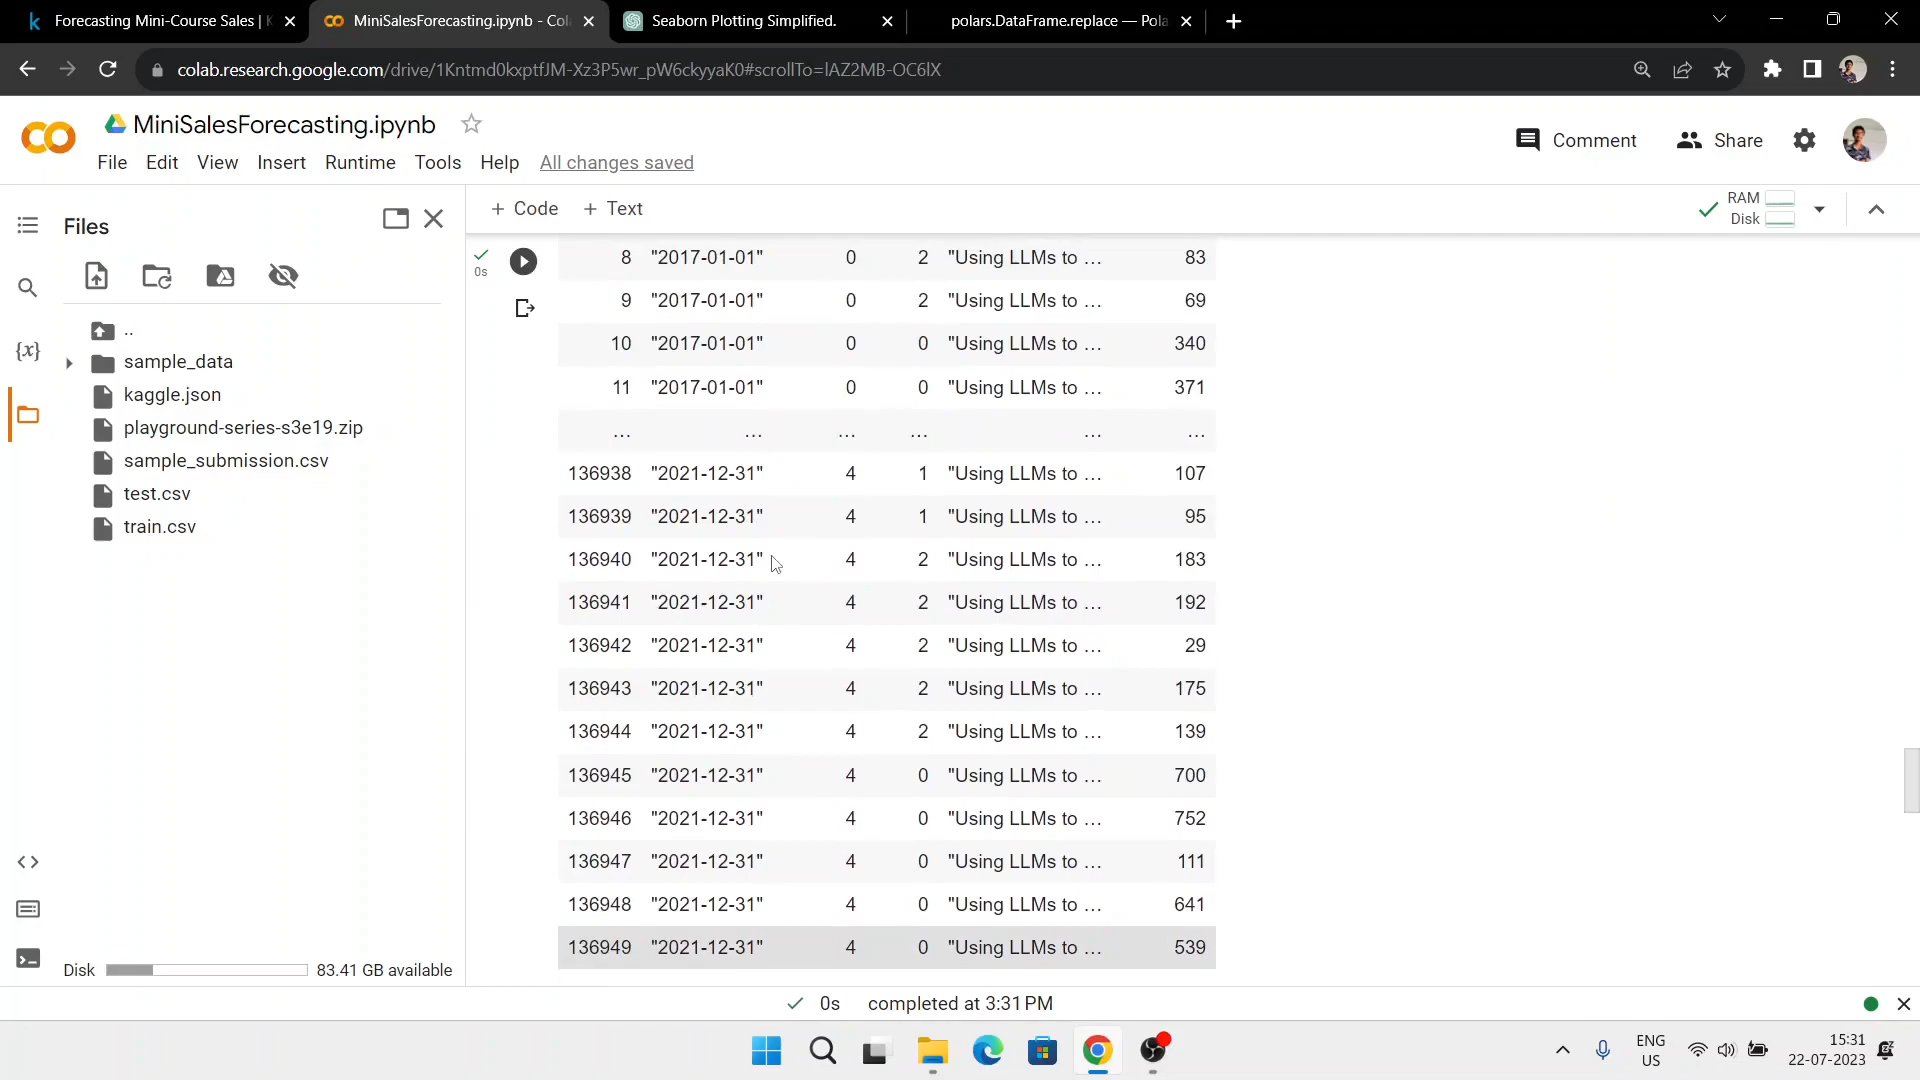 Forecasting Mini-Course Sales | K
MiniSalesForecasting.ipynb - Col
Seaborn Plotting Simplified.
polars.DataFrame.replace — Pola
colab.research.google.com/drive/1Kntmd0kxptfJM-Xz3P5wr_pW6ckyyaK0#scrollTo=lAZ2MB-OC6lX
MiniSalesForecasting.ipynb
Comment
Share
File Edit View Insert Runtime Tools Help All changes saved
Files
+ Code + Text
RAM
Disk
..
sample_data
kaggle.json
playground-series-s3e19.zip
sample_submission.csv
test.csv
train.csv
{x}
Disk 83.41 GB available
0s
8 "2017-01-01" 0 2 "Using LLMs to ... 83
9 "2017-01-01" 0 2 "Using LLMs to ... 69
10 "2017-01-01" 0 0 "Using LLMs to ... 340
11 "2017-01-01" 0 0 "Using LLMs to ... 371
... ... ... ... ... ...
136938 "2021-12-31" 4 1 "Using LLMs to ... 107
136939 "2021-12-31" 4 1 "Using LLMs to ... 95
136940 "2021-12-31" 4 2 "Using LLMs to ... 183
136941 "2021-12-31" 4 2 "Using LLMs to ... 192
136942 "2021-12-31" 4 2 "Using LLMs to ... 29
136943 "2021-12-31" 4 2 "Using LLMs to ... 175
136944 "2021-12-31" 4 2 "Using LLMs to ... 139
136945 "2021-12-31" 4 0 "Using LLMs to ... 700
136946 "2021-12-31" 4 0 "Using LLMs to ... 752
136947 "2021-12-31" 4 0 "Using LLMs to ... 111
136948 "2021-12-31" 4 0 "Using LLMs to ... 641
136949 "2021-12-31" 4 0 "Using LLMs to ... 539
0s completed at 3:31 PM
ENG
US
15:31
22-07-2023